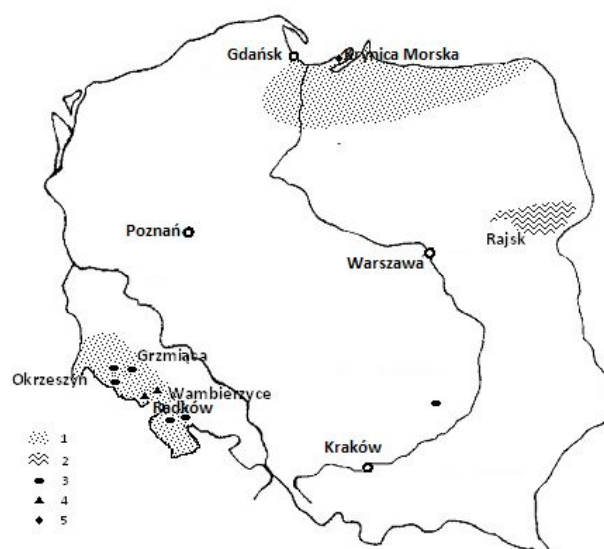 Gdańsk
Krynica Morska
Poznań
Rajsk
Warszawa
Grzmiąca
Okrzeszyn
Wambierzyce
Radków
Kraków
1
2
3
4
5